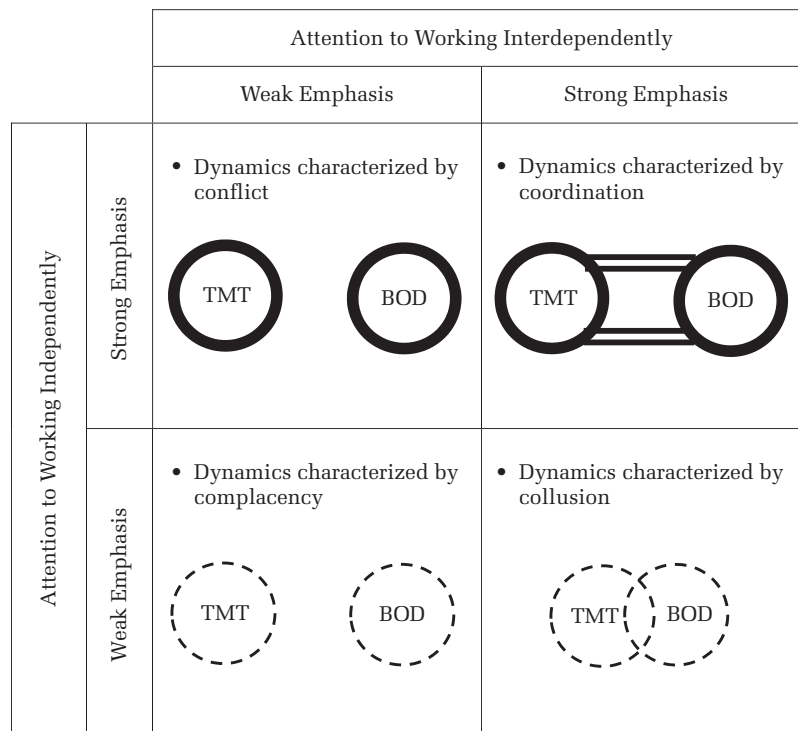 Attention to Working Interdependently
Weak Emphasis
Strong Emphasis
Attention to Working Independently
Strong Emphasis
• Dynamics characterized by
conflict
TMT
BOD
• Dynamics characterized by
coordination
TMT
BOD
Weak Emphasis
• Dynamics characterized by
complacency
TMT
BOD
• Dynamics characterized by
collusion
TMT
BOD